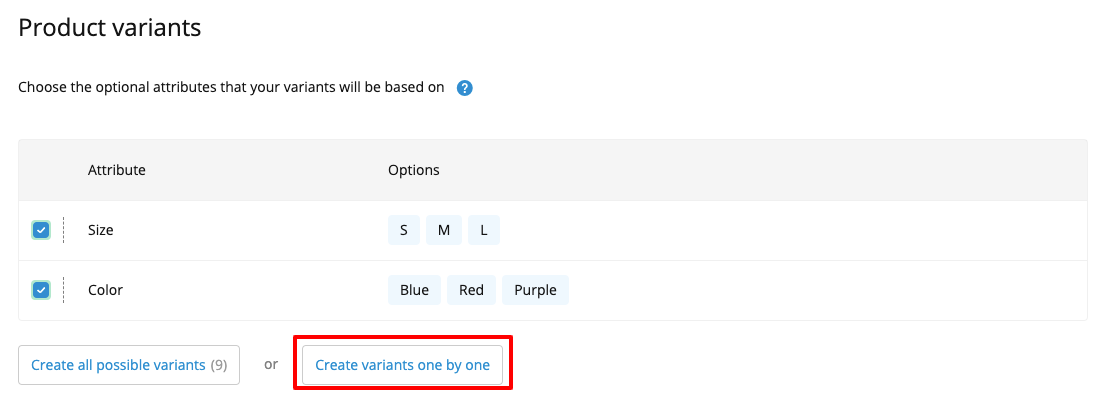 Product variants
Choose the optional attributes that your variants will be based on ?
Attribute Options
Size S M L
Color Blue Red Purple
Create all possible variants (9) or Create variants one by one